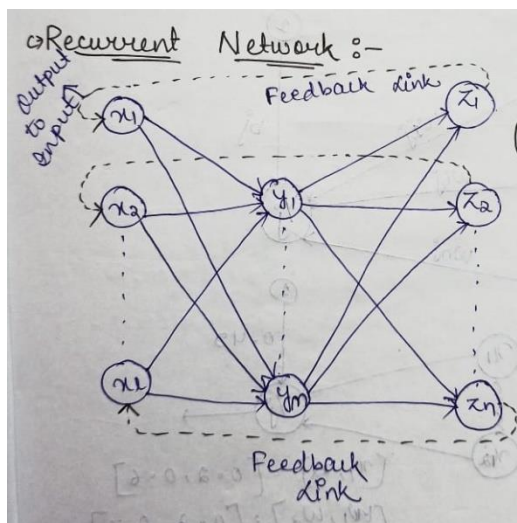 c) Recurrent Network :-
Output to Input
Feedback Link
x1 z1
x2 y1 z2
xl ym zn
Feedback
Link